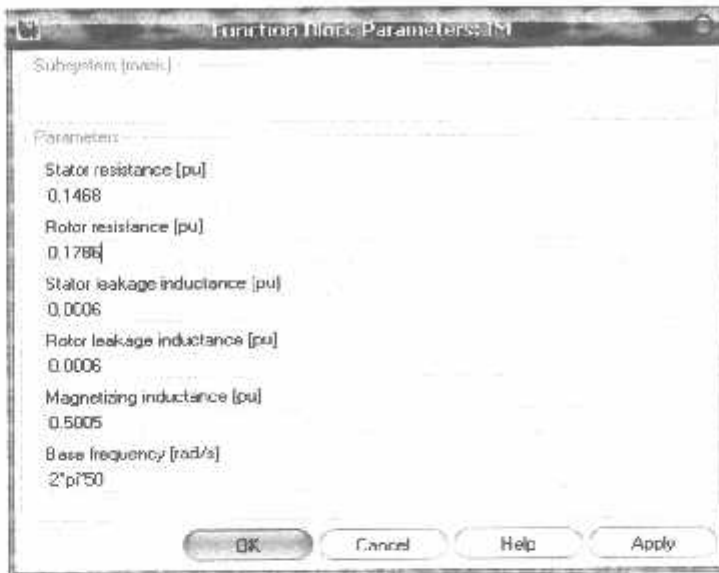 Function Block Parameters: IM
Subsystem (mask)
Parameters
Stator resistance [pu]
0.1468
Rotor resistance [pu]
0.1786
Stator leakage inductance [pu]
0.0006
Rotor leakage inductance [pu]
0.0006
Magnetizing inductance [pu]
0.5005
Base frequency [rad/s]
2*pi*50
OK Cancel Help Apply